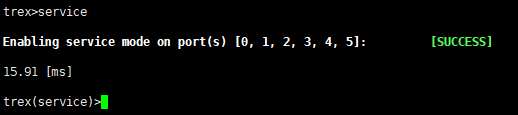 trex>service
Enabling service mode on port(s) [0, 1, 2, 3, 4, 5]: [SUCCESS]
15.91 [ms]
trex(service)>